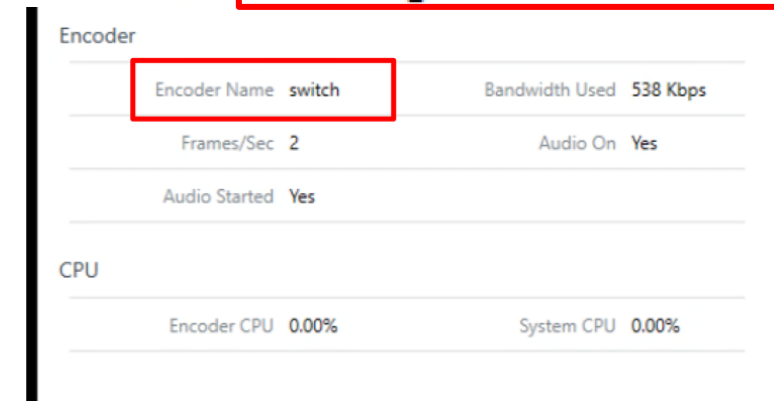 Encoder
Encoder Name switch Bandwidth Used 538 Kbps
Frames/Sec 2 Audio On Yes
Audio Started Yes
CPU
Encoder CPU 0.00% System CPU 0.00%